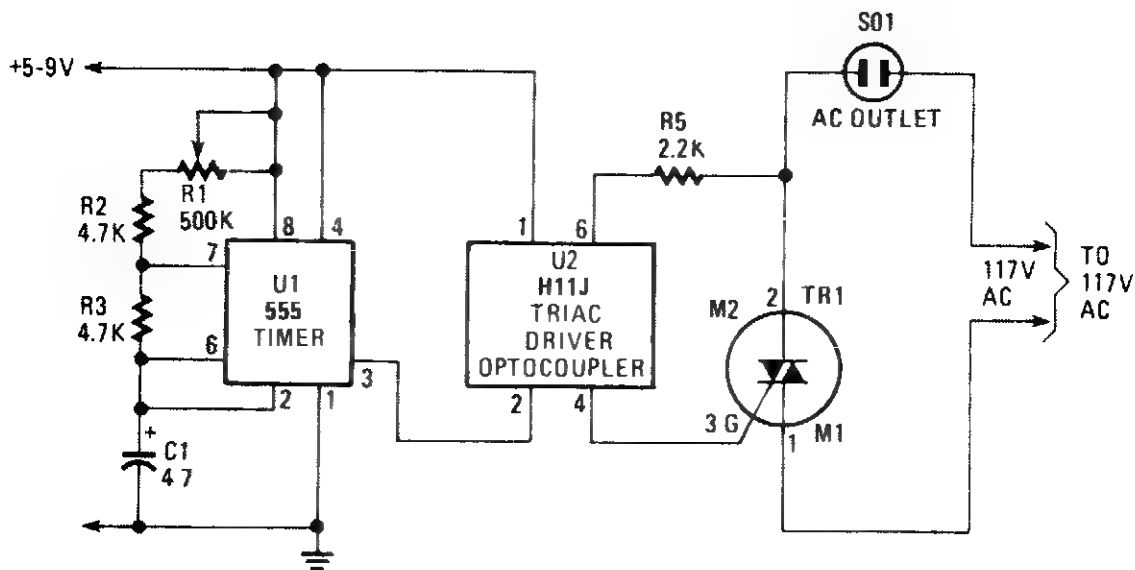 S01
+5-9V
AC OUTLET
R5
2.2K
R1
500K
R2
4.7K
8
4
1
6
7
U1
555
TIMER
U2
H11J
TRIAC
DRIVER
OPTOCOUPLER
117V
AC
TO
117V
AC
R3
4.7K
M2
2
TR1
6
3
2
1
2
4
3 G
1
M1
+
C1
4.7